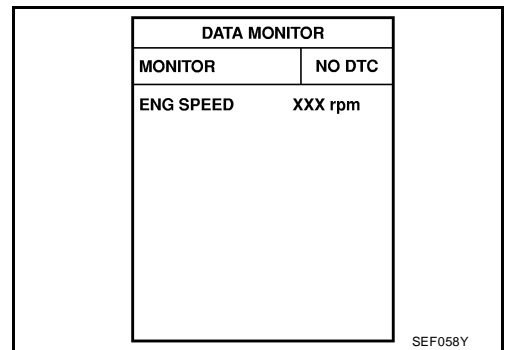 DATA MONITOR
MONITOR NO DTC
ENG SPEED XXX rpm
SEF058Y